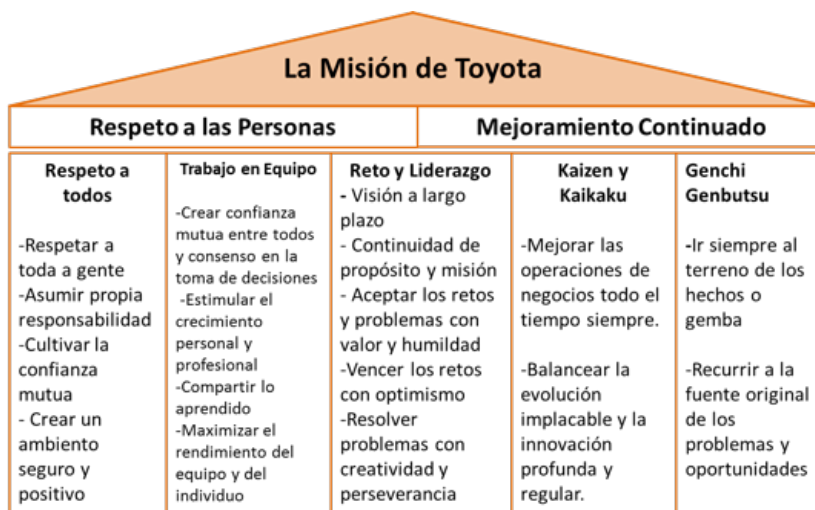 La Misión de Toyota
Respeto a las Personas
Mejoramiento Continuado
Respeto a
todos
-Respetar a
toda a gente
-Asumir propia
responsabilidad
-Cultivar la
confianza
mutua
- Crear un
ambiento
seguro y
positivo
Trabajo en Equipo
-Crear confianza
mutua entre todos
y consenso en la
toma de decisiones
-Estimular el
crecimiento
personal y
profesional
-Compartir lo
aprendido
-Maximizar el
rendimiento del
equipo y del
individuo
Reto y Liderazgo
- Visión a largo
plazo
- Continuidad de
propósito y misión
- Aceptar los retos
y problemas con
valor y humildad
-Vencer los retos
con optimismo
-Resolver
problemas con
creatividad y
perseverancia
Kaizen y
Kaikaku
-Mejorar las
operaciones de
negocios todo el
tiempo siempre.
-Balancear la
evolución
implacable y la
innovación
profunda y
regular.
Genchi
Genbutsu
-Ir siempre al
terreno de los
hechos o
gemba
-Recurrir a la
fuente original
de los
problemas y
oportunidades